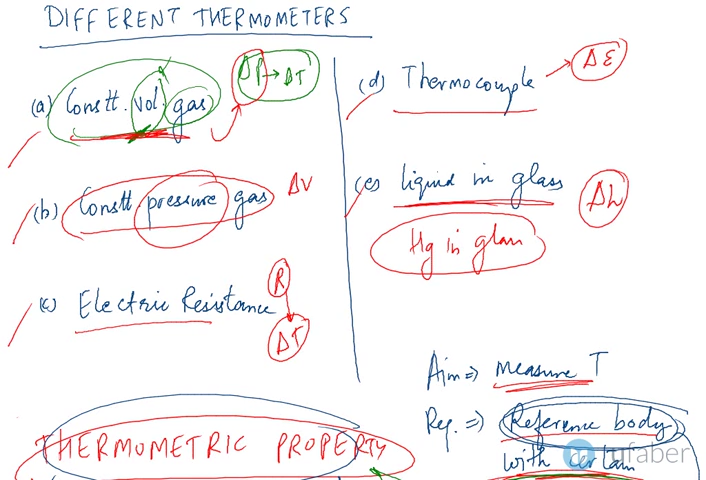 DIFFERENT THERMOMETERS
(a) Constt. vol. gas
ΔP → ΔT
(b) Constt pressure gas
ΔV
(c) Electric Resistance
R
ΔT
(d) Thermocouple
Δε
(e) liquid in glass
ΔL
Hg in glass
Aim => measure T
Req. => Reference body
with certain
THERMOMETRIC PROPERTY